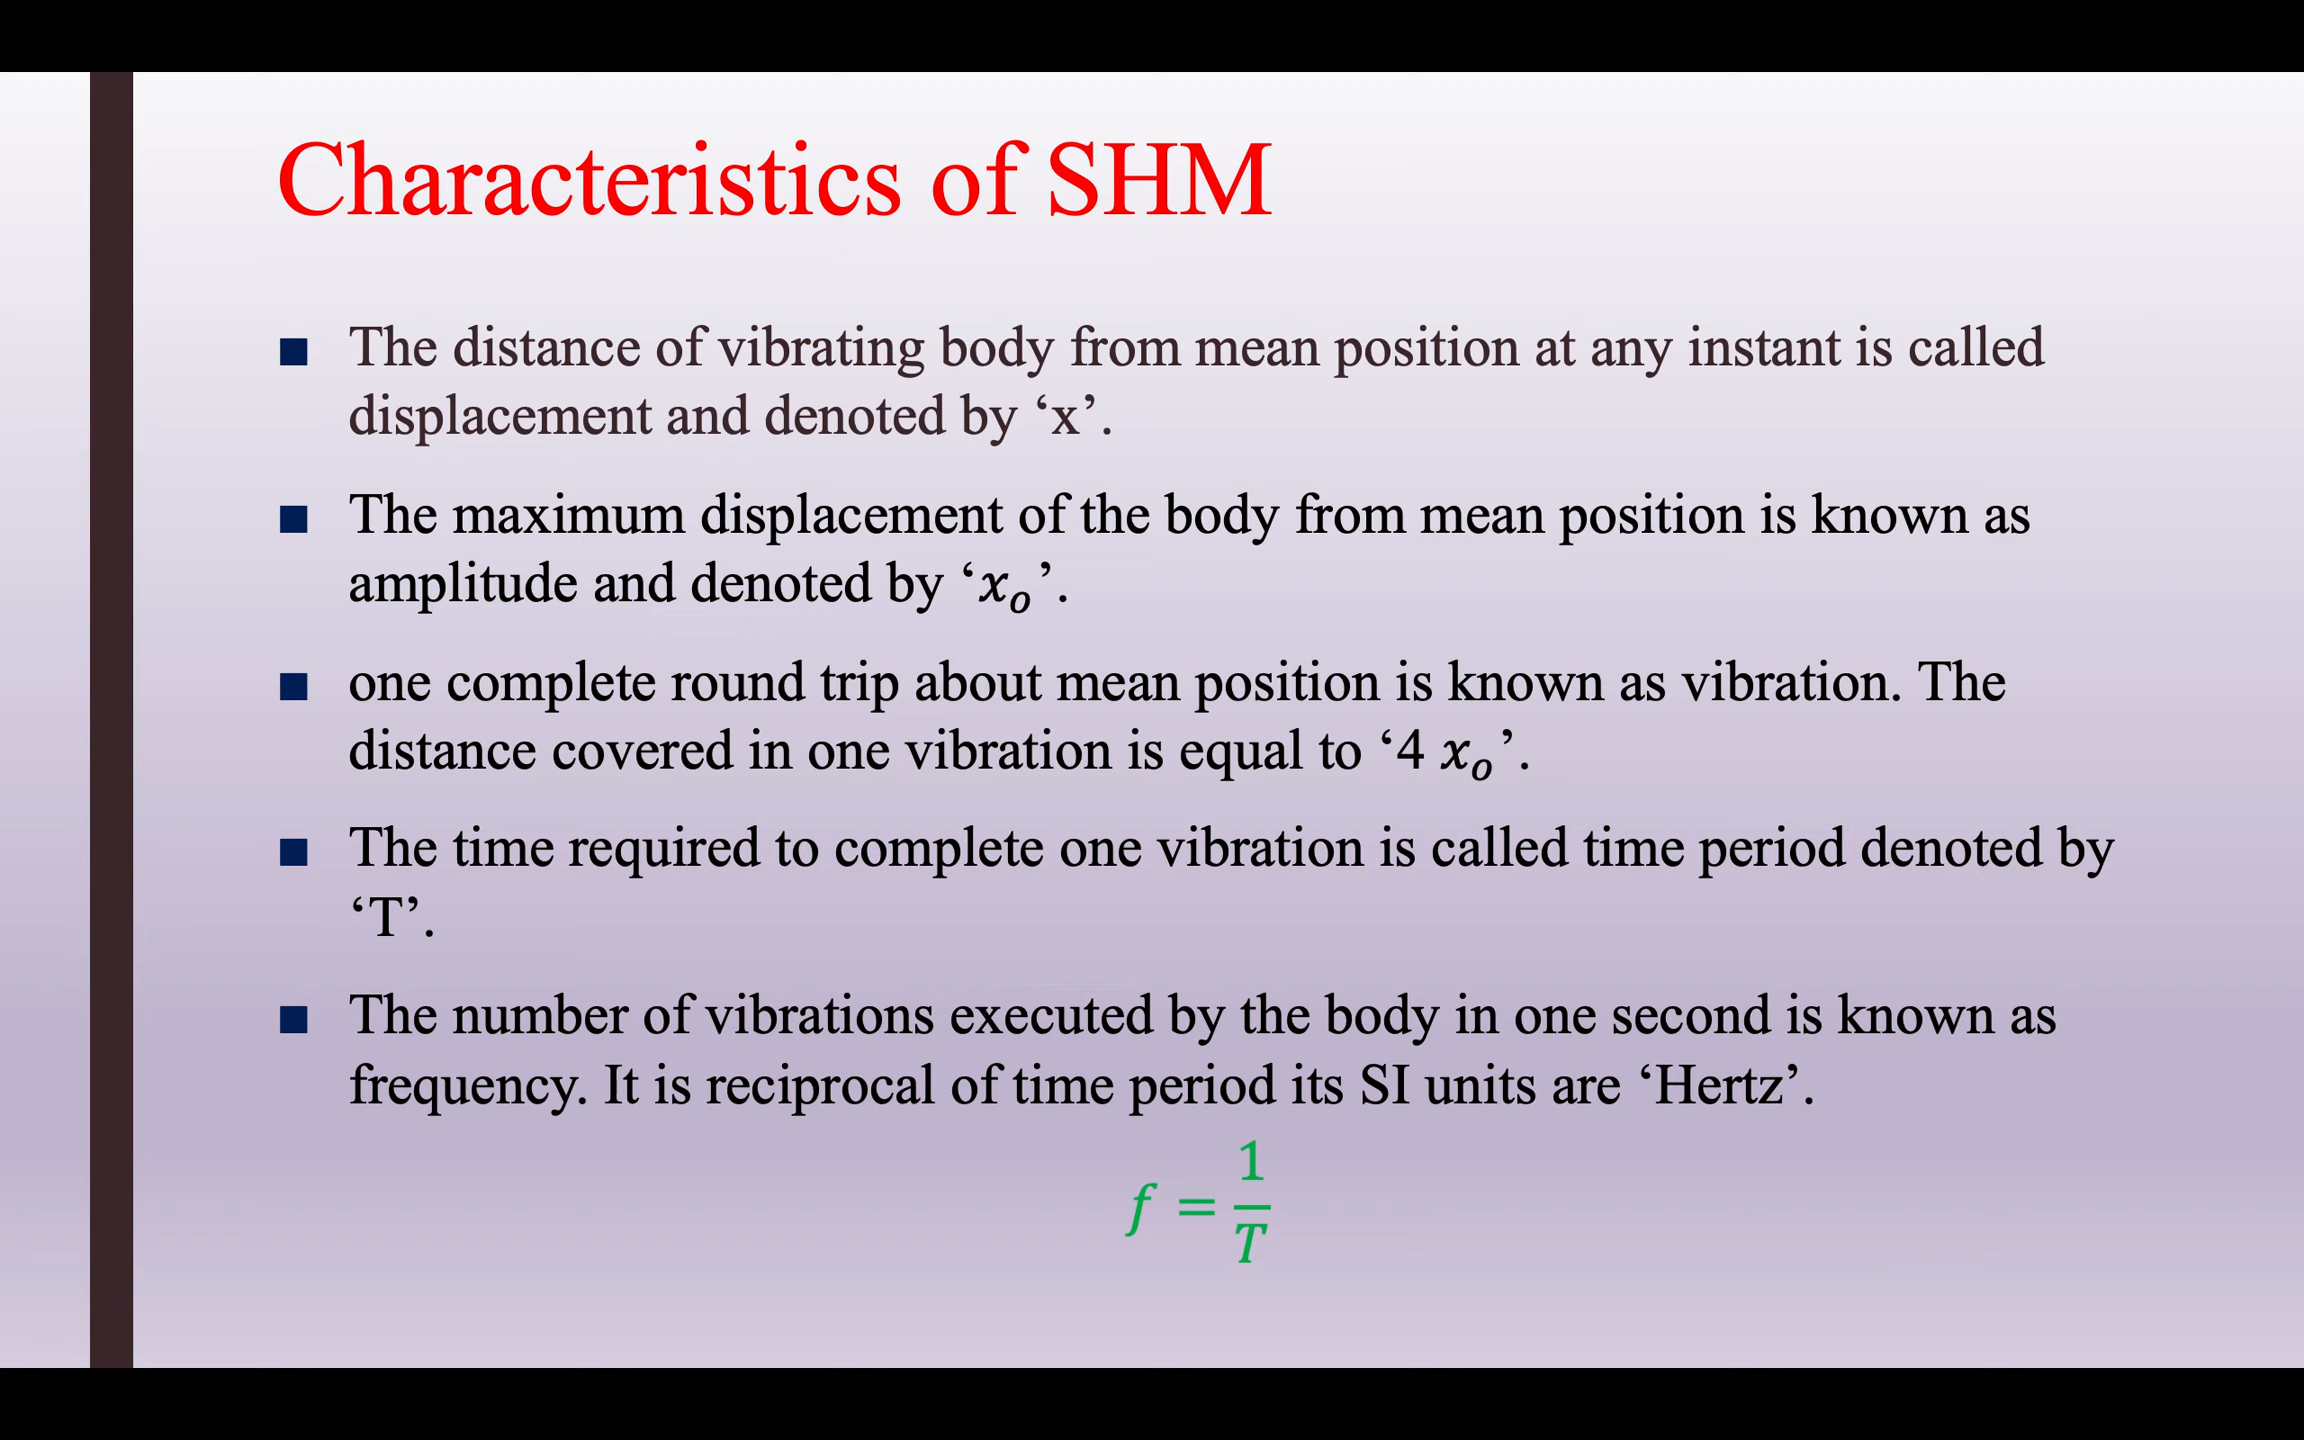 Characteristics of SHM
■ The distance of vibrating body from mean position at any instant is called
displacement and denoted by ‘x’.
■ The maximum displacement of the body from mean position is known as
amplitude and denoted by ‘𝑥ₒ’.
■ one complete round trip about mean position is known as vibration. The
distance covered in one vibration is equal to ‘4 𝑥ₒ’.
■ The time required to complete one vibration is called time period denoted by
‘T’.
■ The number of vibrations executed by the body in one second is known as
frequency. It is reciprocal of time period its SI units are ‘Hertz’.
𝑓 = 1/𝑇